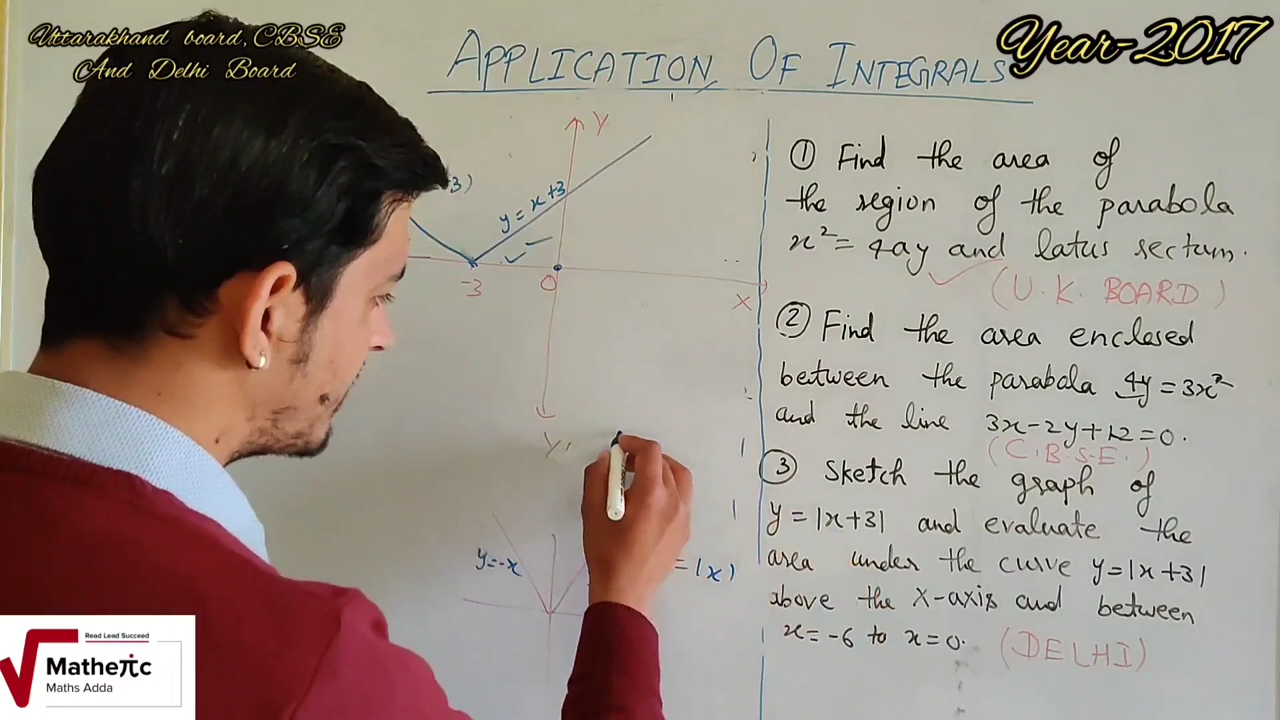 Uttarakhand board, CBSE
And Delhi Board
APPLICATION OF INTEGRALS
Year-2017
Y
3)
y = x+3
-3
O
X
Y'
y=-x
= |x|
① Find the area of
the region of the parabola
x² = 4ay and latus rectum.
(U.K. BOARD)
② Find the area enclosed
between the parabola 4y = 3x²
and the line 3x-2y+12=0.
(C.B.S.E.)
③ Sketch the graph of
y = |x+3| and evaluate the
area under the curve y=|x+3|
above the X-axis and between
x=-6 to x=0. (DELHI)
Read Lead Succeed
Matheπc
Maths Adda